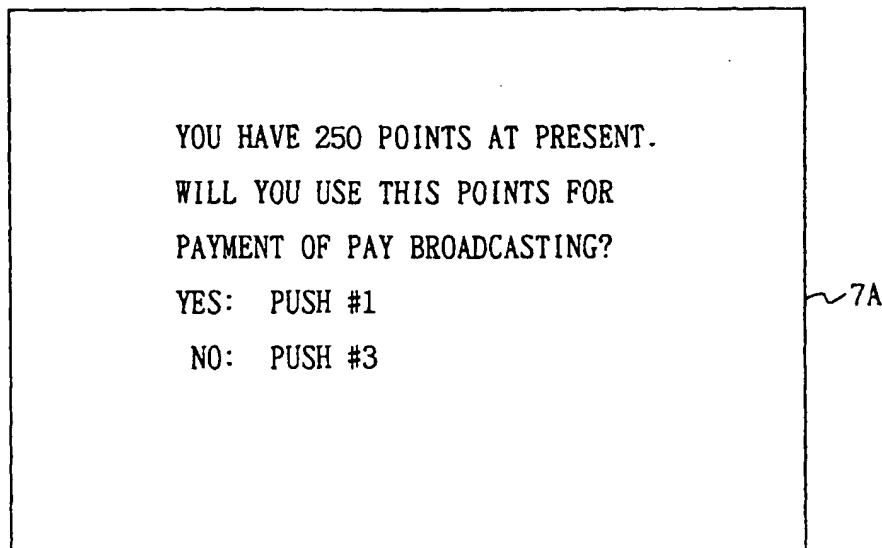 YOU HAVE 250 POINTS AT PRESENT.
WILL YOU USE THIS POINTS FOR
PAYMENT OF PAY BROADCASTING?
YES: PUSH #1
NO: PUSH #3
7A